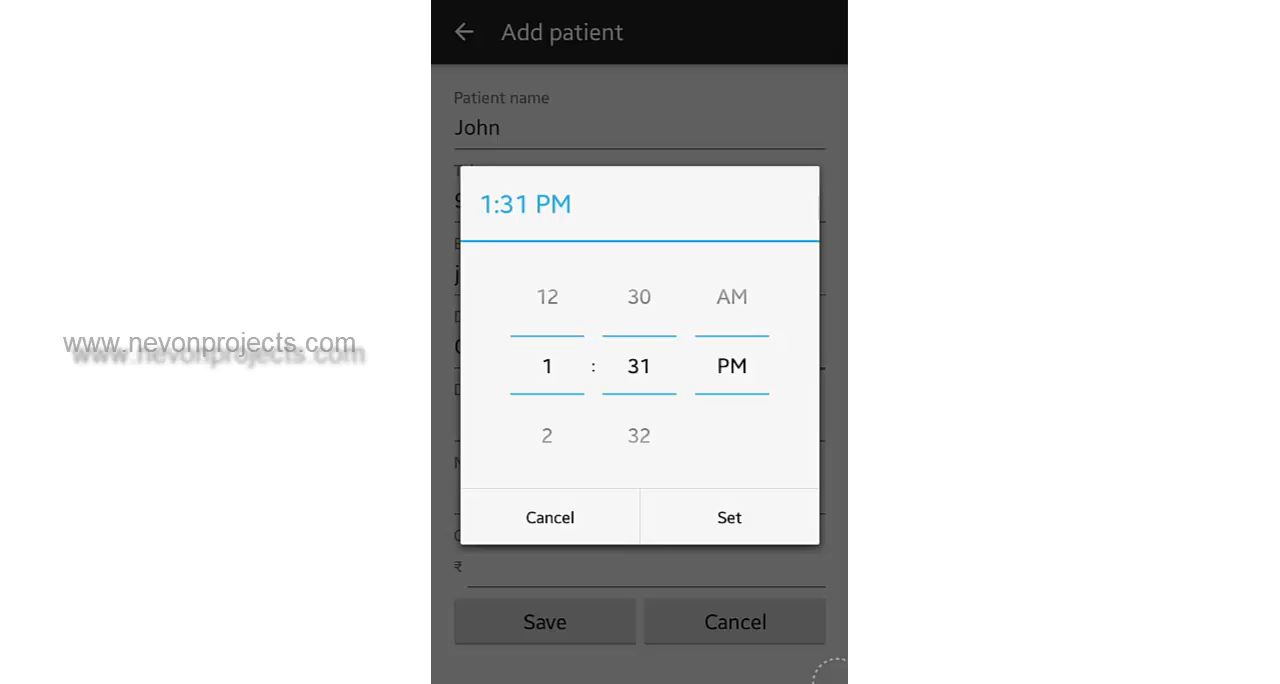 Add patient
Patient name
John
1:31 PM
12 30 AM
1 : 31 PM
2 32
Cancel Set
₹
Save Cancel
www.nevonprojects.com